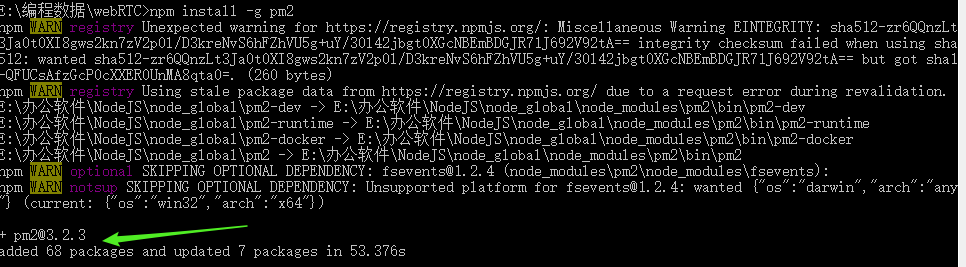 E:\编程数据\webRTC>npm install -g pm2
npm WARN registry Unexpected warning for https://registry.npmjs.org/: Miscellaneous Warning EINTEGRITY: sha512-zr6QQnzLt
3Ja0t0XI8gws2kn7zV2p01/D3kreNvS6hFZhVU5g+uY/30142jbgt0XGcNBEmBDGJR71J692V92tA== integrity checksum failed when using sha
512: wanted sha512-zr6QQnzLt3Ja0t0XI8gws2kn7zV2p01/D3kreNvS6hFZhVU5g+uY/30142jbgt0XGcNBEmBDGJR71J692V92tA== but got sha1
-QFUCsAfzGcP0cXXER0UnMA8qta0=. (260 bytes)
npm WARN registry Using stale package data from https://registry.npmjs.org/ due to a request error during revalidation.
E:\办公软件\NodeJS\node_global\pm2-dev -> E:\办公软件\NodeJS\node_global\node_modules\pm2\bin\pm2-dev
E:\办公软件\NodeJS\node_global\pm2-runtime -> E:\办公软件\NodeJS\node_global\node_modules\pm2\bin\pm2-runtime
E:\办公软件\NodeJS\node_global\pm2-docker -> E:\办公软件\NodeJS\node_global\node_modules\pm2\bin\pm2-docker
E:\办公软件\NodeJS\node_global\pm2 -> E:\办公软件\NodeJS\node_global\node_modules\pm2\bin\pm2
npm WARN optional SKIPPING OPTIONAL DEPENDENCY: fsevents@1.2.4 (node_modules\pm2\node_modules\fsevents):
npm WARN notsup SKIPPING OPTIONAL DEPENDENCY: Unsupported platform for fsevents@1.2.4: wanted {"os":"darwin","arch":"any
"} (current: {"os":"win32","arch":"x64"})
+ pm2@3.2.3
added 68 packages and updated 7 packages in 53.376s